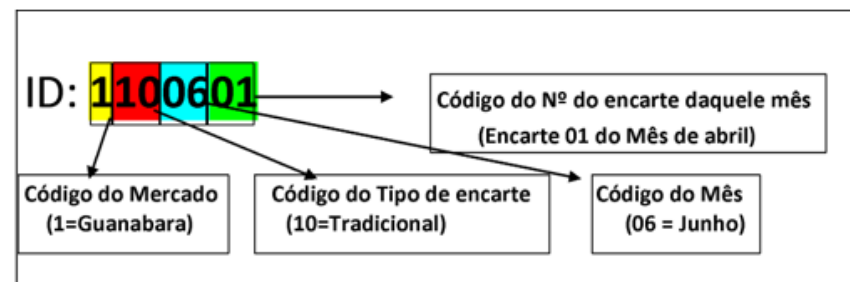 ID: 1100601
Código do Nº do encarte daquele mês
(Encarte 01 do Mês de abril)
Código do Mercado
(1=Guanabara)
Código do Tipo de encarte
(10=Tradicional)
Código do Mês
(06 = Junho)